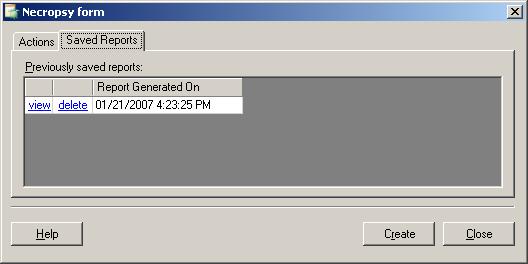 Necropsy form
Actions Saved Reports
Previously saved reports:
Report Generated On
view delete 01/21/2007 4:23:25 PM
Help Create Close